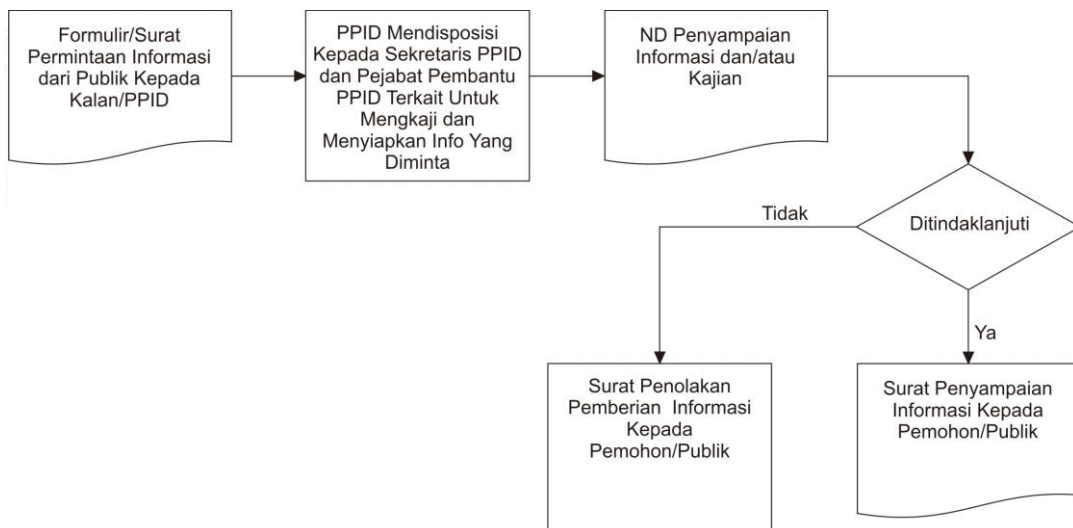 Formulir/Surat
Permintaan Informasi
dari Publik Kepada
Kalan/PPID
PPID Mendisposisi
Kepada Sekretaris PPID
dan Pejabat Pembantu
PPID Terkait Untuk
Mengkaji dan
Menyiapkan Info Yang
Diminta
ND Penyampaian
Informasi dan/atau
Kajian
Ditindaklanjuti
Tidak
Ya
Surat Penolakan
Pemberian Informasi
Kepada
Pemohon/Publik
Surat Penyampaian
Informasi Kepada
Pemohon/Publik